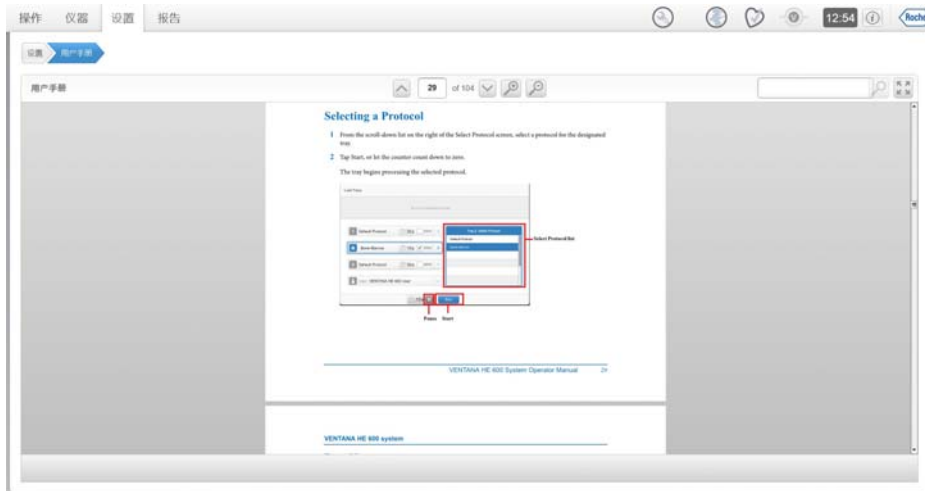 操作 仪器 设置 报告
12:54
Roche
设置 用户手册
用户手册
29 of 104
Selecting a Protocol
1 From the scroll-down list on the right of the Select Protocol screen, select a protocol for the designated
tray.
2 Tap Start, or let the counter count down to zero.
The tray begins processing the selected protocol.
Select Protocol list
Pause Start
VENTANA HE 600 System Operator Manual 29
VENTANA HE 600 system